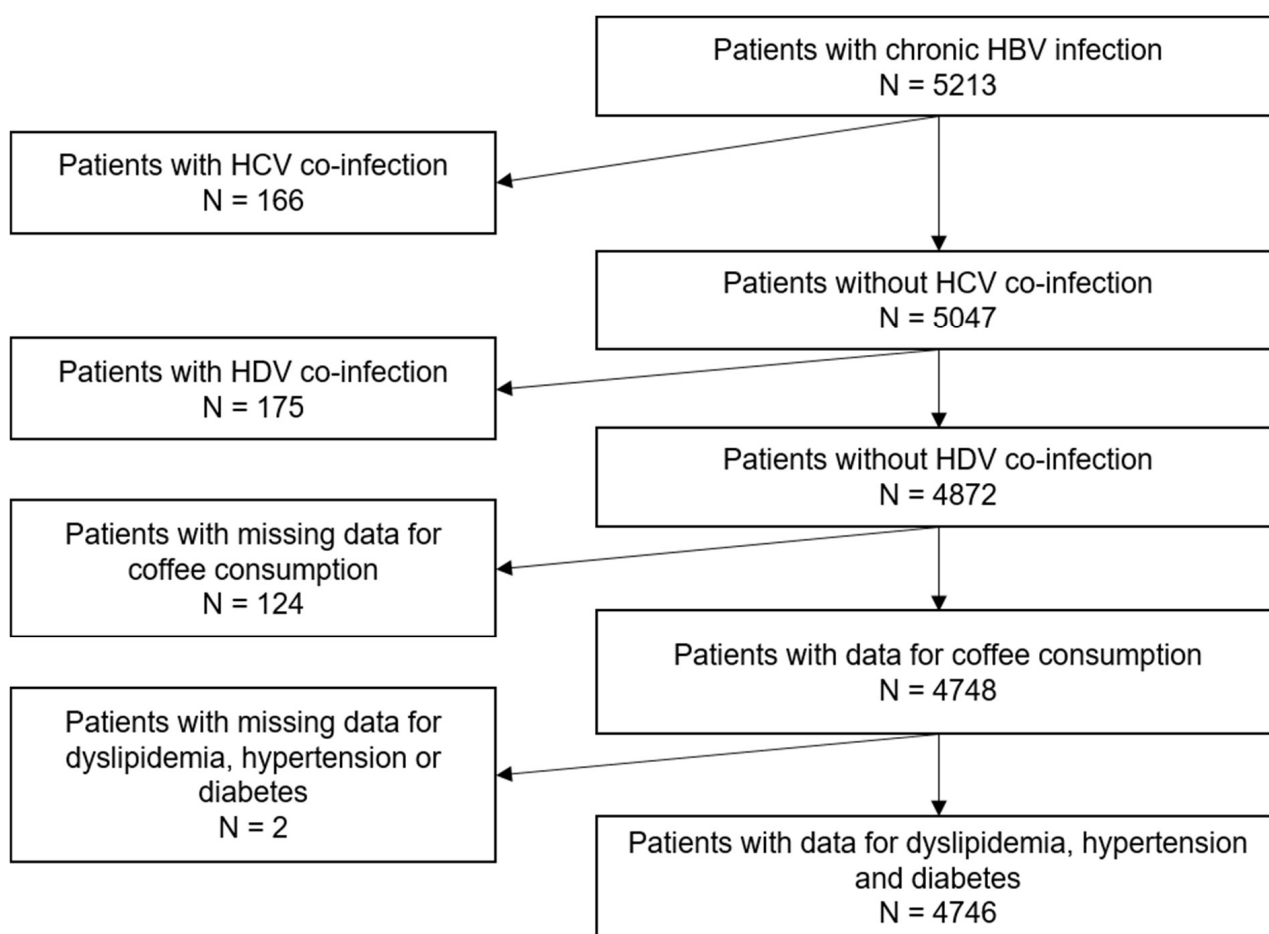 Patients with chronic HBV infection
N = 5213
Patients with HCV co-infection
N = 166
Patients without HCV co-infection
N = 5047
Patients with HDV co-infection
N = 175
Patients without HDV co-infection
N = 4872
Patients with missing data for
coffee consumption
N = 124
Patients with data for coffee consumption
N = 4748
Patients with missing data for
dyslipidemia, hypertension or
diabetes
N = 2
Patients with data for dyslipidemia, hypertension
and diabetes
N = 4746